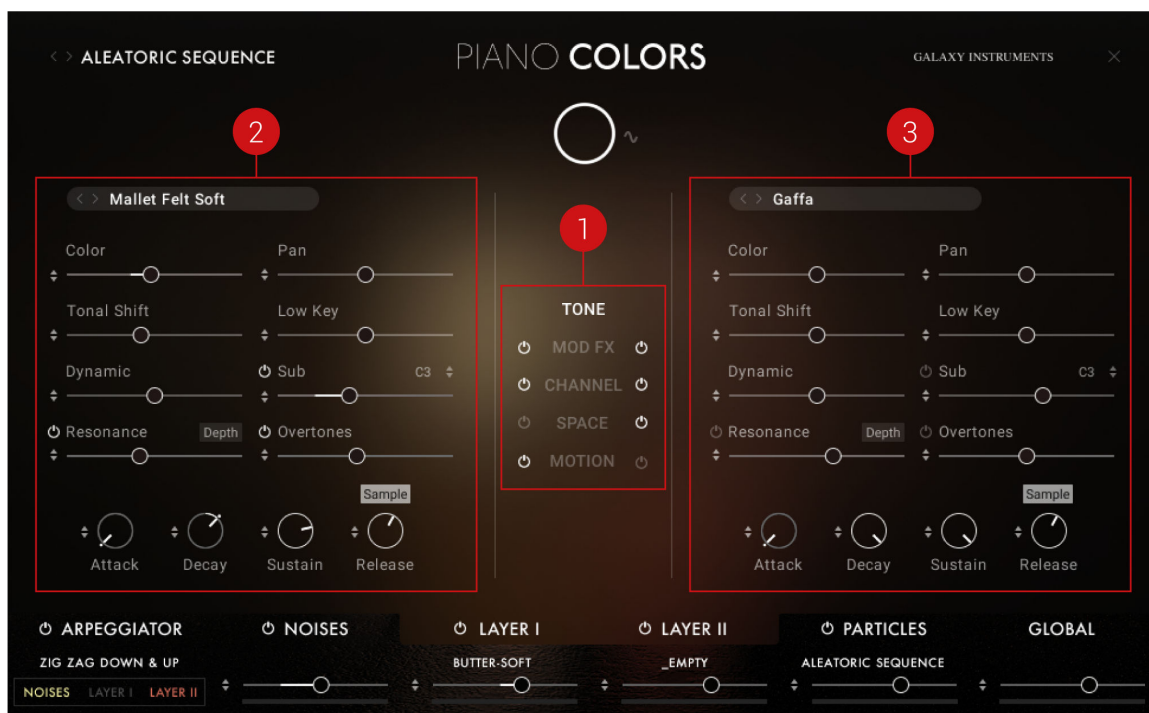 ALEATORIC SEQUENCE
PIANO COLORS
GALAXY INSTRUMENTS
2
3
Mallet Felt Soft
Color
Pan
Tonal Shift
Low Key
Dynamic
Sub C3
Resonance Depth
Overtones
Sample
Attack Decay Sustain Release
1
TONE
MOD FX
CHANNEL
SPACE
MOTION
Gaffa
Color
Pan
Tonal Shift
Low Key
Dynamic
Sub C3
Resonance Depth
Overtones
Sample
Attack Decay Sustain Release
ARPEGGIATOR
ZIG ZAG DOWN & UP
NOISES LAYER I LAYER II
NOISES
LAYER I
BUTTER-SOFT
LAYER II
_EMPTY
PARTICLES
ALEATORIC SEQUENCE
GLOBAL